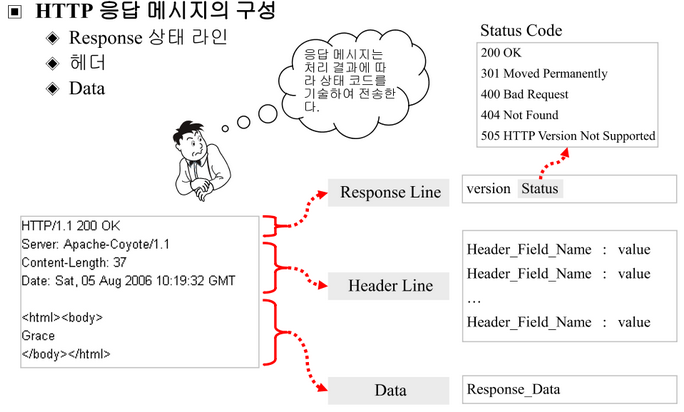 ▣ HTTP 응답 메시지의 구성
◈ Response 상태 라인
◈ 헤더
◈ Data
응답 메시지는
처리 결과에 따
라 상태 코드를
기술하여 전송한
다.
Status Code
200 OK
301 Moved Permanently
400 Bad Request
404 Not Found
505 HTTP Version Not Supported
Response Line
version Status
HTTP/1.1 200 OK
Server: Apache-Coyote/1.1
Content-Length: 37
Date: Sat, 05 Aug 2006 10:19:32 GMT
<html><body>
Grace
</body></html>
Header Line
Header_Field_Name : value
Header_Field_Name : value
…
Header_Field_Name : value
Data
Response_Data